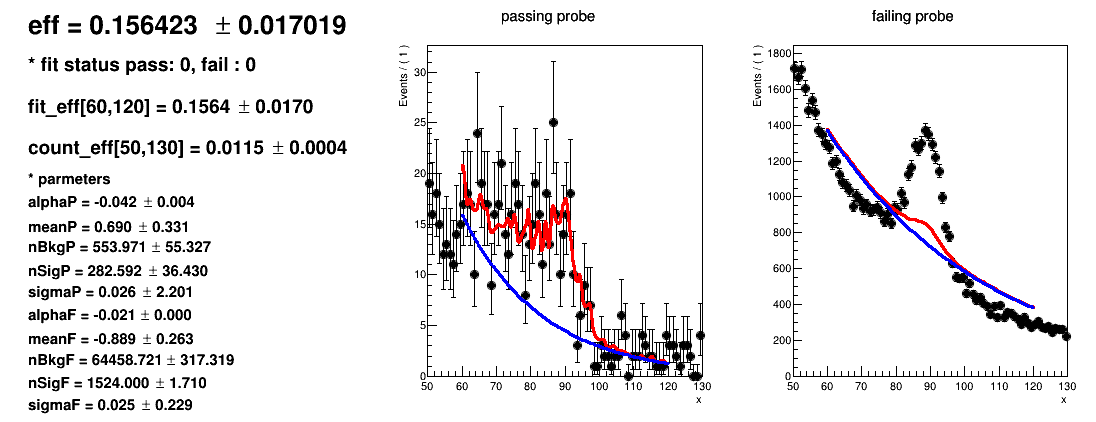 eff = 0.156423 ± 0.017019
* fit status pass: 0, fail : 0
fit_eff[60,120] = 0.1564 ± 0.0170
count_eff[50,130] = 0.0115 ± 0.0004
* parmeters
alphaP = -0.042 ± 0.004
meanP = 0.690 ± 0.331
nBkgP = 553.971 ± 55.327
nSigP = 282.592 ± 36.430
sigmaP = 0.026 ± 2.201
alphaF = -0.021 ± 0.000
meanF = -0.889 ± 0.263
nBkgF = 64458.721 ± 317.319
nSigF = 1524.000 ± 1.710
sigmaF = 0.025 ± 0.229
passing probe
Events / ( 1 )
30
25
20
15
10
5
0
50 60 70 80 90 100 110 120 130
x
failing probe
Events / ( 1 )
1800
1600
1400
1200
1000
800
600
400
200
0
50 60 70 80 90 100 110 120 130
x